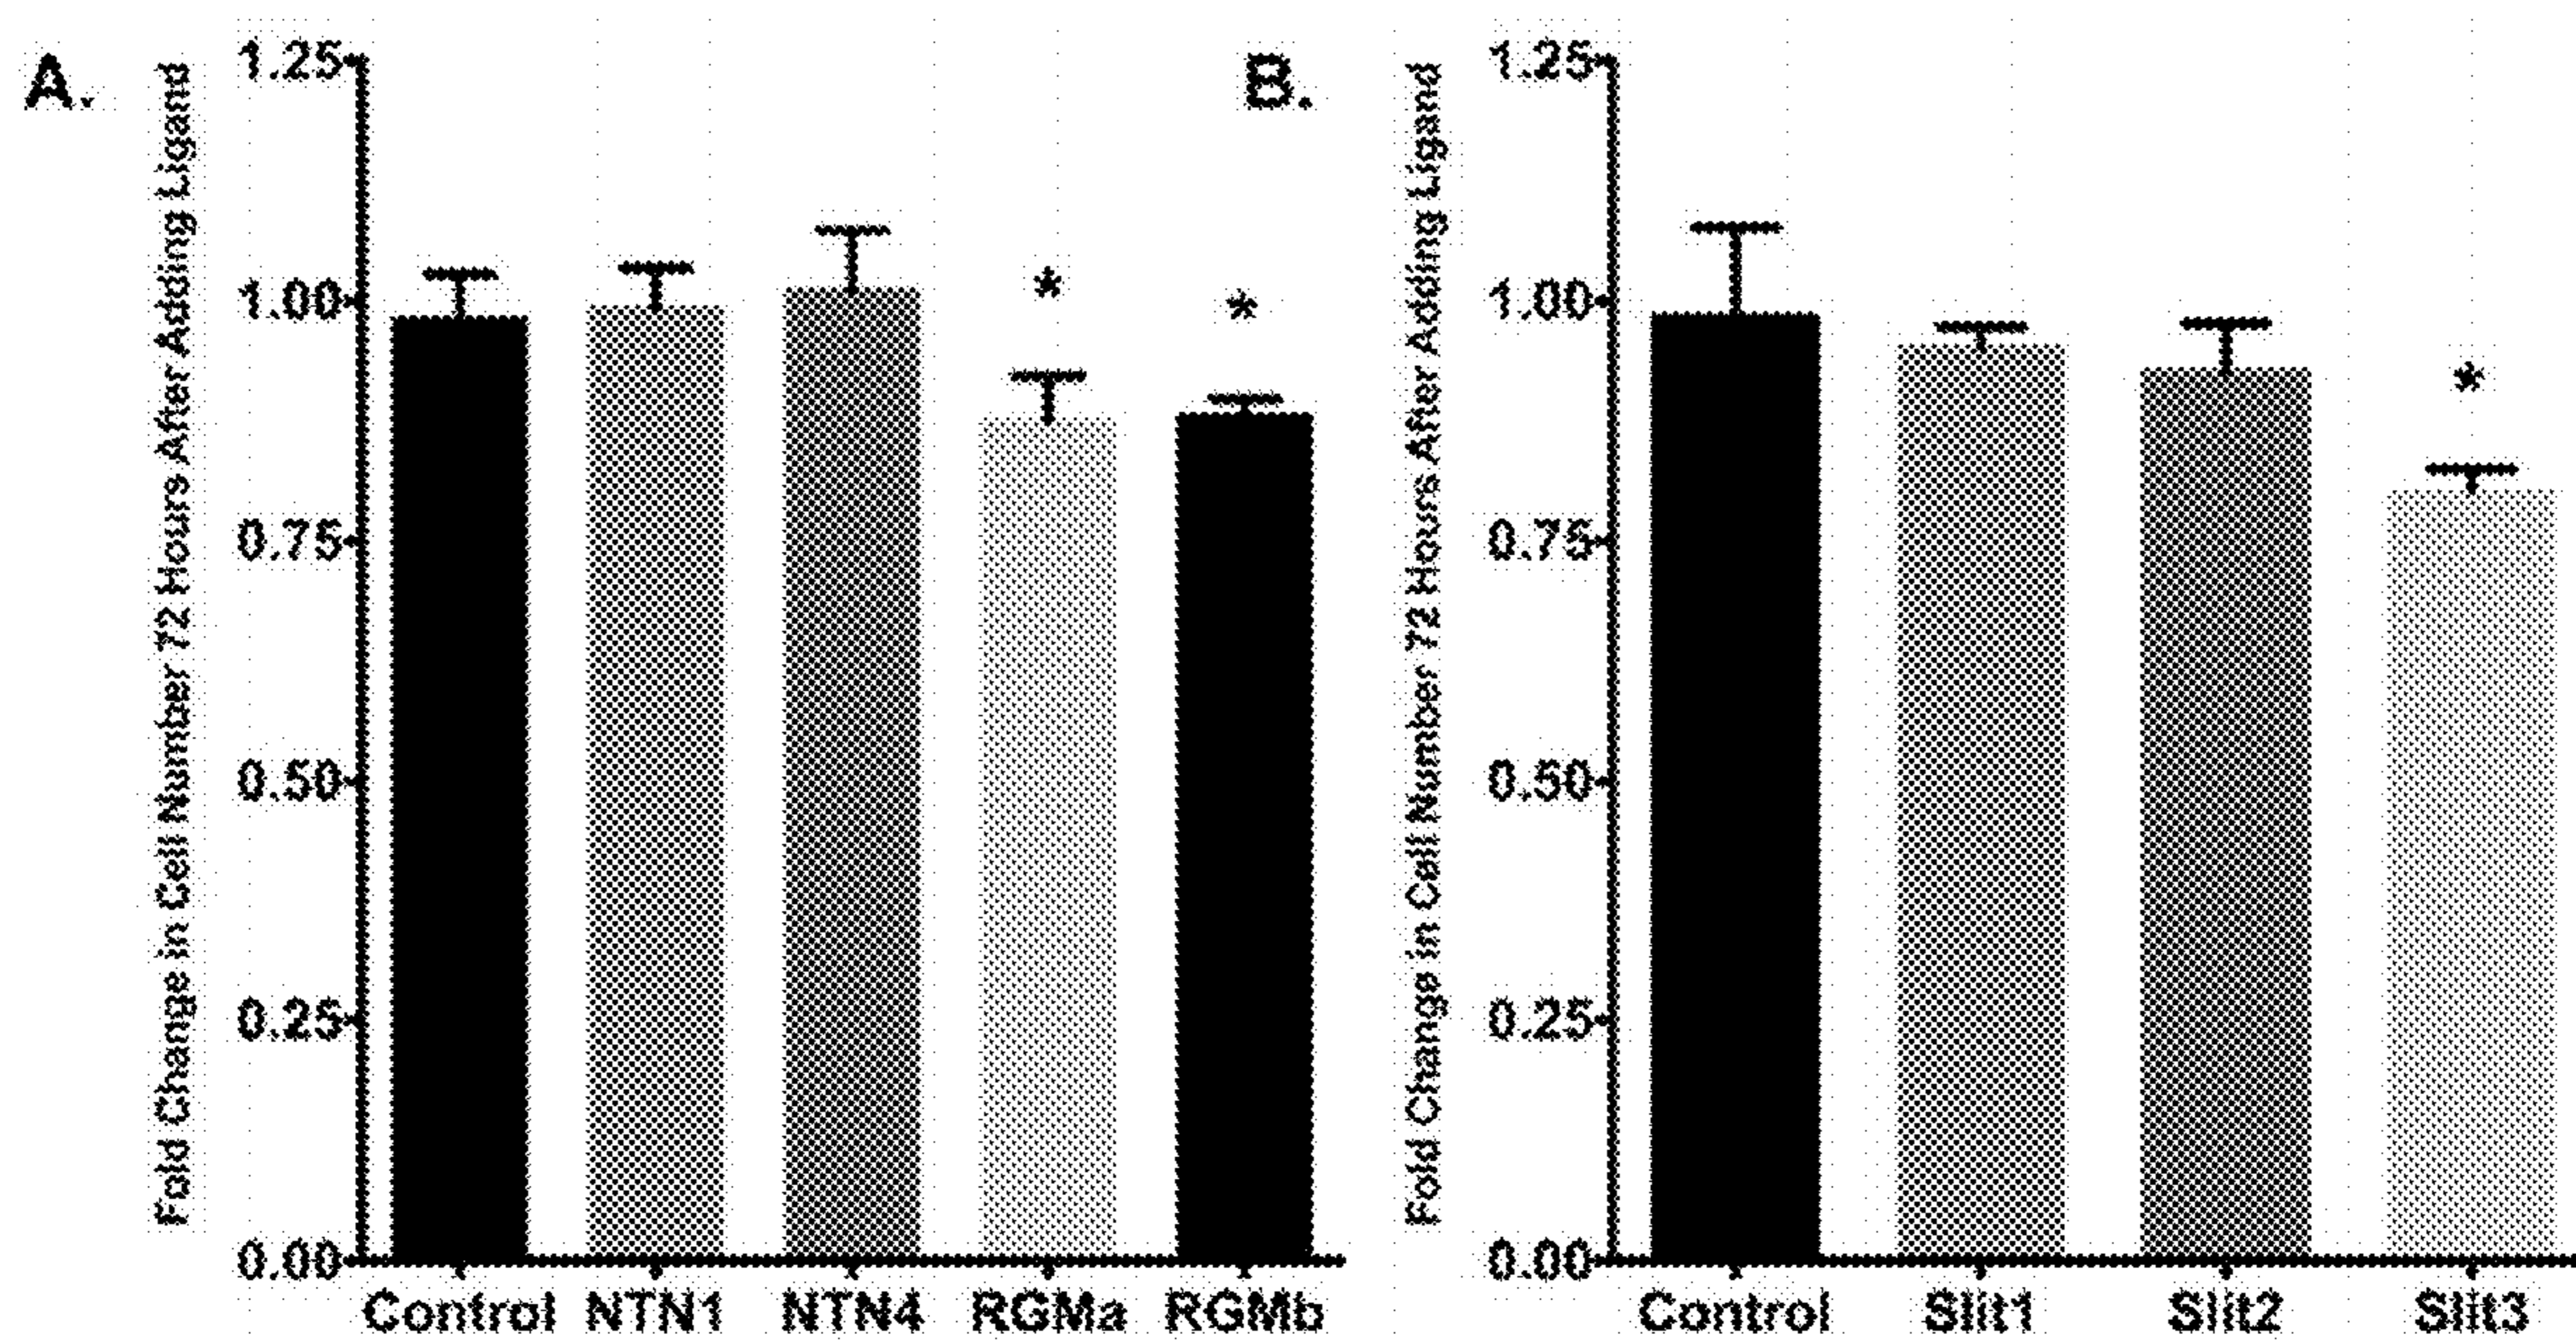 A.
Fold Change in Cell Number 72 Hours After Adding Ligand
1.25
1.00
0.75
0.50
0.25
0.00
*
*
Control NTN1 NTN4 RGMa RGMb
B.
Fold Change in Cell Number 72 Hours After Adding Ligand
1.25
1.00
0.75
0.50
0.25
0.00
*
Control Slit1 Slit2 Slit3